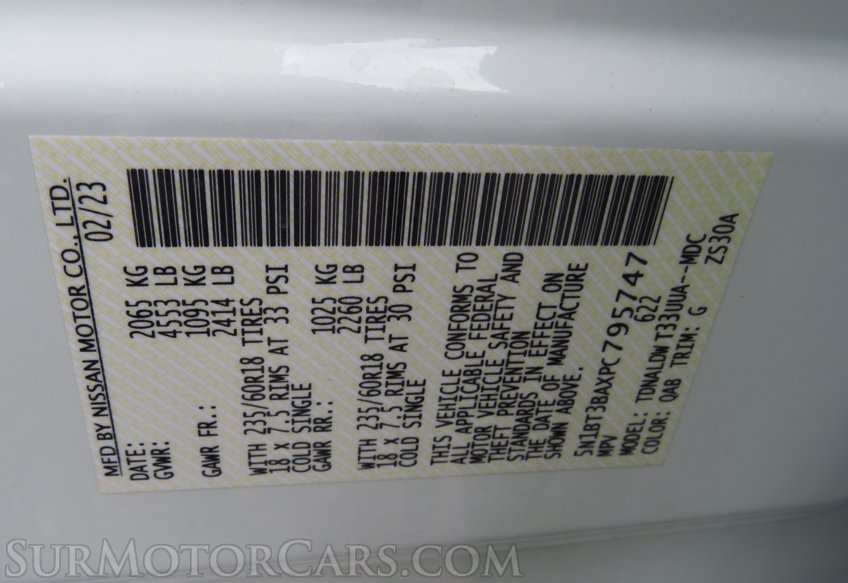 MFD BY NISSAN MOTOR CO., LTD.
DATE: 02/23
GVWR: 2065 KG
4553 LB
GAWR FR.: 1095 KG
2414 LB
WITH 235/60R18 TIRES
18 x 7.5 RIMS AT 33 PSI
COLD SINGLE
GAWR RR.: 1025 KG
2260 LB
WITH 235/60R18 TIRES
18 x 7.5 RIMS AT 30 PSI
COLD SINGLE
THIS VEHICLE CONFORMS TO
ALL APPLICABLE FEDERAL
MOTOR VEHICLE SAFETY AND
THEFT PREVENTION
STANDARDS IN EFFECT ON
THE DATE OF MANUFACTURE
SHOWN ABOVE.
5N1BT3BAXPC795747
MPV 622
MODEL: TDNALDW T33UUA--MDC
COLOR: QAB TRIM: G ZS30A
SURMOTORCARS.COM